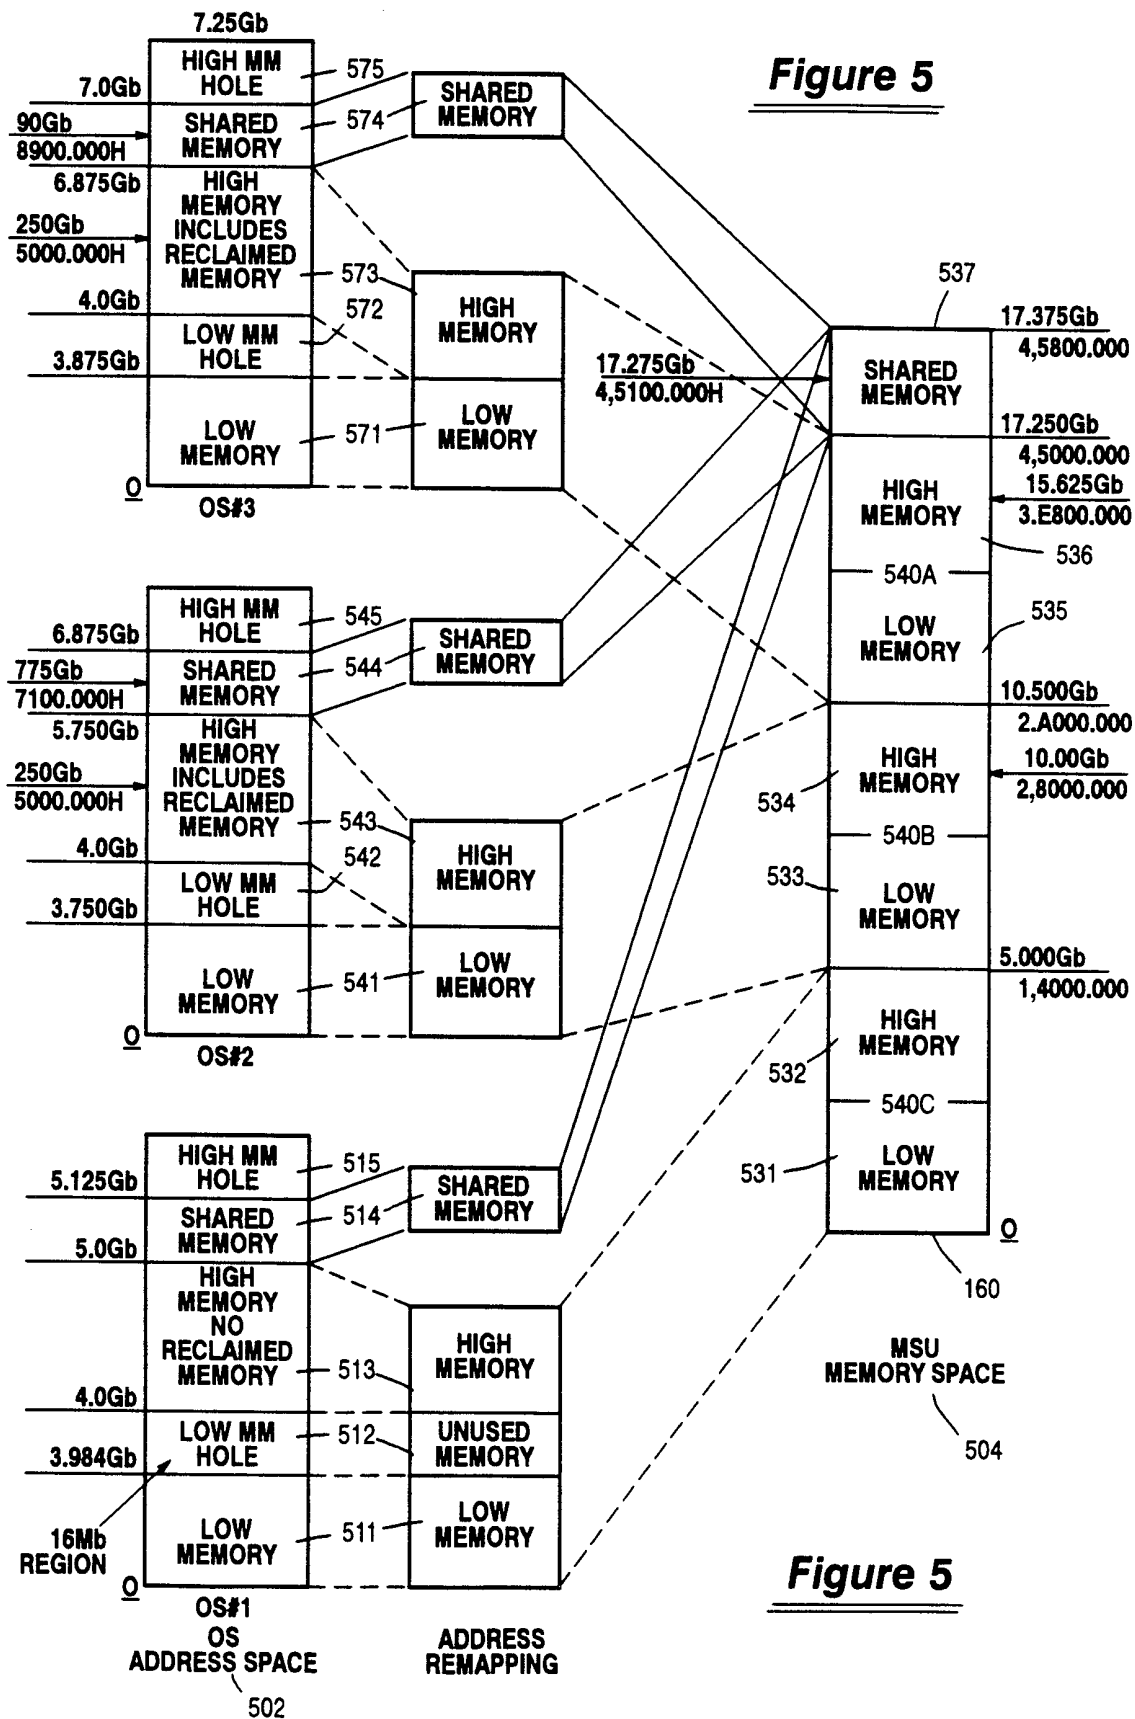 Figure 5
7.25Gb
HIGH MM
HOLE
575
7.0Gb
SHARED
MEMORY
574
90Gb
8900.000H
6.875Gb
HIGH
MEMORY
INCLUDES
RECLAIMED
MEMORY
573
250Gb
5000.000H
4.0Gb
LOW MM
HOLE
572
3.875Gb
LOW
MEMORY
571
0
OS#3
SHARED
MEMORY
HIGH
MEMORY
LOW
MEMORY
HIGH MM
HOLE
545
6.875Gb
SHARED
MEMORY
544
775Gb
7100.000H
5.750Gb
HIGH
MEMORY
INCLUDES
RECLAIMED
MEMORY
543
250Gb
5000.000H
4.0Gb
LOW MM
HOLE
542
3.750Gb
LOW
MEMORY
541
0
OS#2
SHARED
MEMORY
HIGH
MEMORY
LOW
MEMORY
HIGH MM
HOLE
515
5.125Gb
SHARED
MEMORY
514
5.0Gb
HIGH
MEMORY
NO
RECLAIMED
MEMORY
513
4.0Gb
LOW MM
HOLE
512
3.984Gb
16Mb
REGION
LOW
MEMORY
511
0
OS#1
OS
ADDRESS SPACE
502
SHARED
MEMORY
HIGH
MEMORY
UNUSED
MEMORY
LOW
MEMORY
ADDRESS
REMAPPING
537
17.375Gb
4,5800.000
17.275Gb
4,5100.000H
SHARED
MEMORY
17.250Gb
4,5000.000
HIGH
MEMORY
15.625Gb
3.E800.000
536
540A
LOW
MEMORY
535
10.500Gb
2.A000.000
HIGH
MEMORY
10.00Gb
2,8000.000
534
540B
533
LOW
MEMORY
5.000Gb
1,4000.000
HIGH
MEMORY
532
540C
531
LOW
MEMORY
0
160
MSU
MEMORY SPACE
504
Figure 5